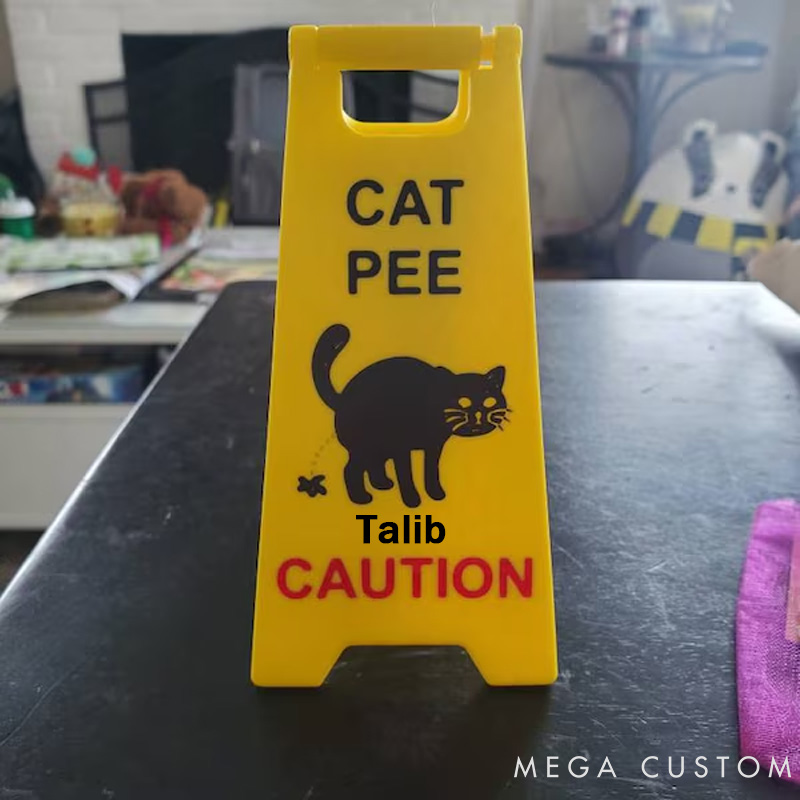 CAT
PEE
Talib
CAUTION
MEGA CUSTOM